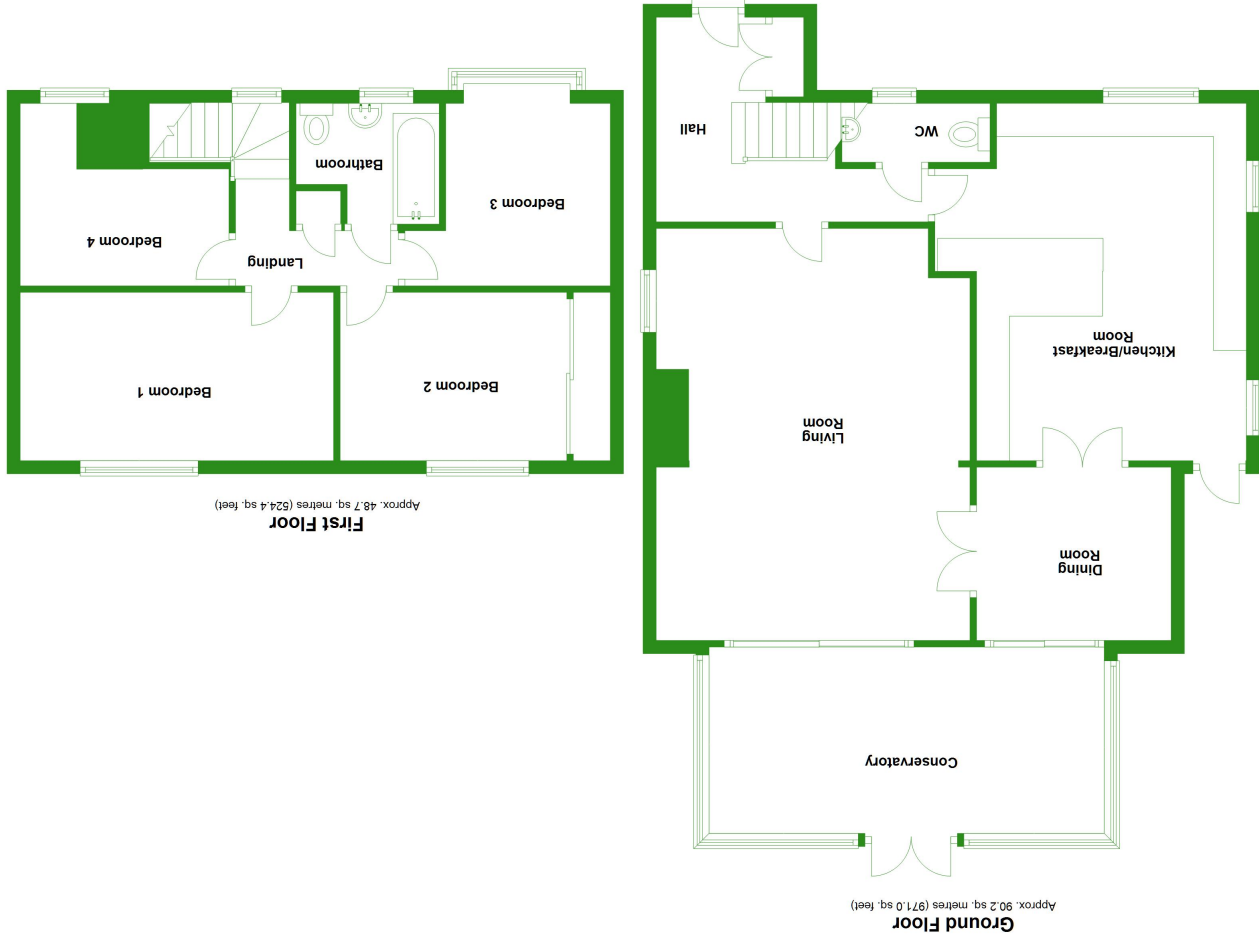 Ground Floor
Approx. 90.2 sq. metres (971.0 sq. feet)
Conservatory
Dining
Room
Living
Room
Kitchen/Breakfast
Room
WC
Hall
First Floor
Approx. 48.7 sq. metres (524.4 sq. feet)
Bedroom 2
Bedroom 1
Landing
Bedroom 4
Bedroom 3
Bathroom